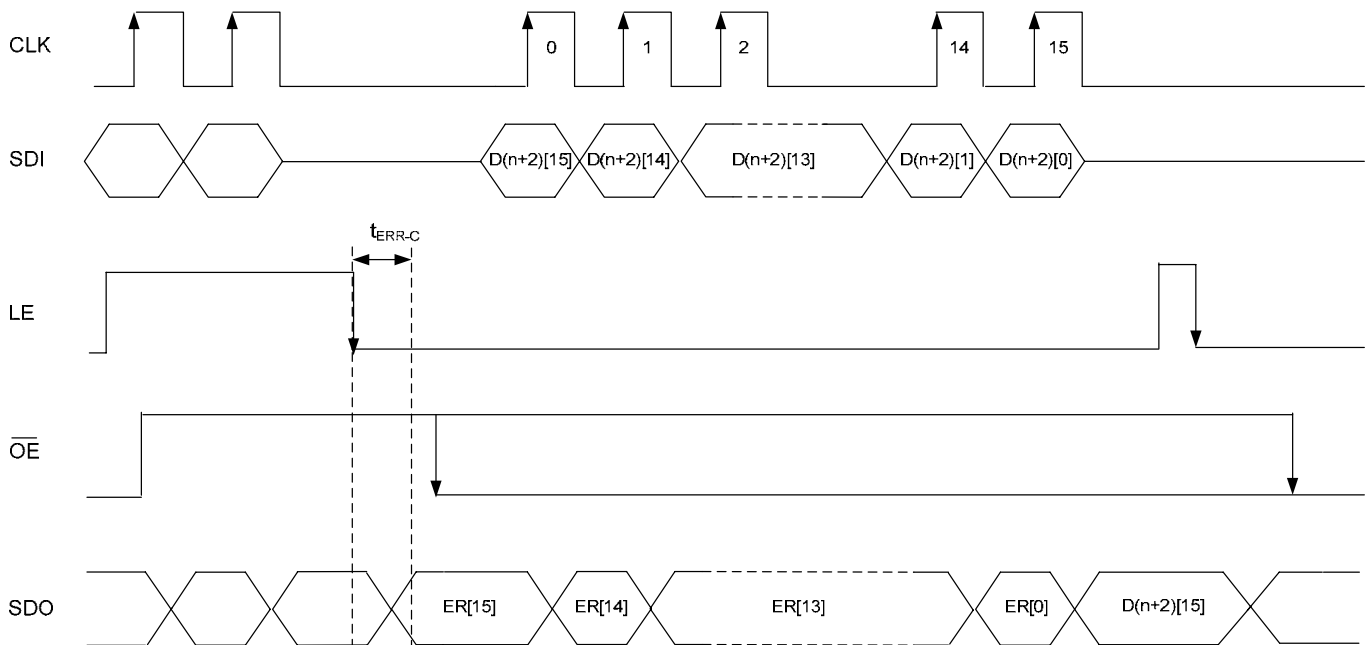 CLK
0 1 2 14 15
SDI
D(n+2)[15] D(n+2)[14] D(n+2)[13] D(n+2)[1] D(n+2)[0]
tERR-C
LE
OE
SDO
ER[15] ER[14] ER[13] ER[0] D(n+2)[15]